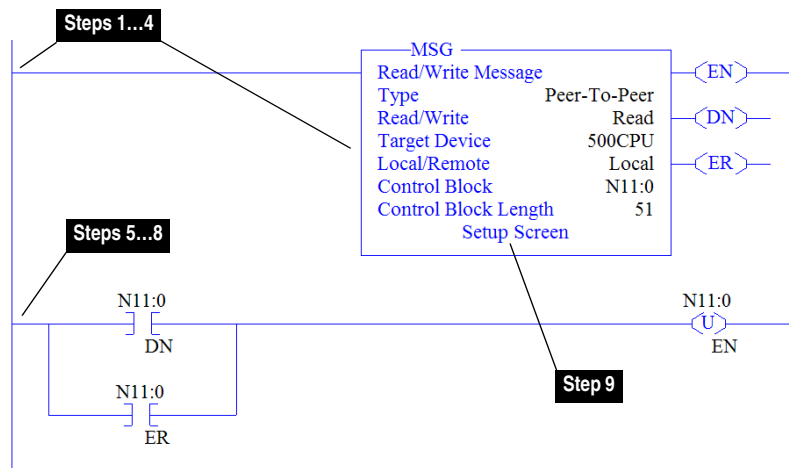 Steps 1…4
MSG
Read/Write Message
Type Peer-To-Peer
Read/Write Read
Target Device 500CPU
Local/Remote Local
Control Block N11:0
Control Block Length 51
Setup Screen
EN
DN
ER
Steps 5…8
N11:0
DN
N11:0
U
EN
N11:0
ER
Step 9